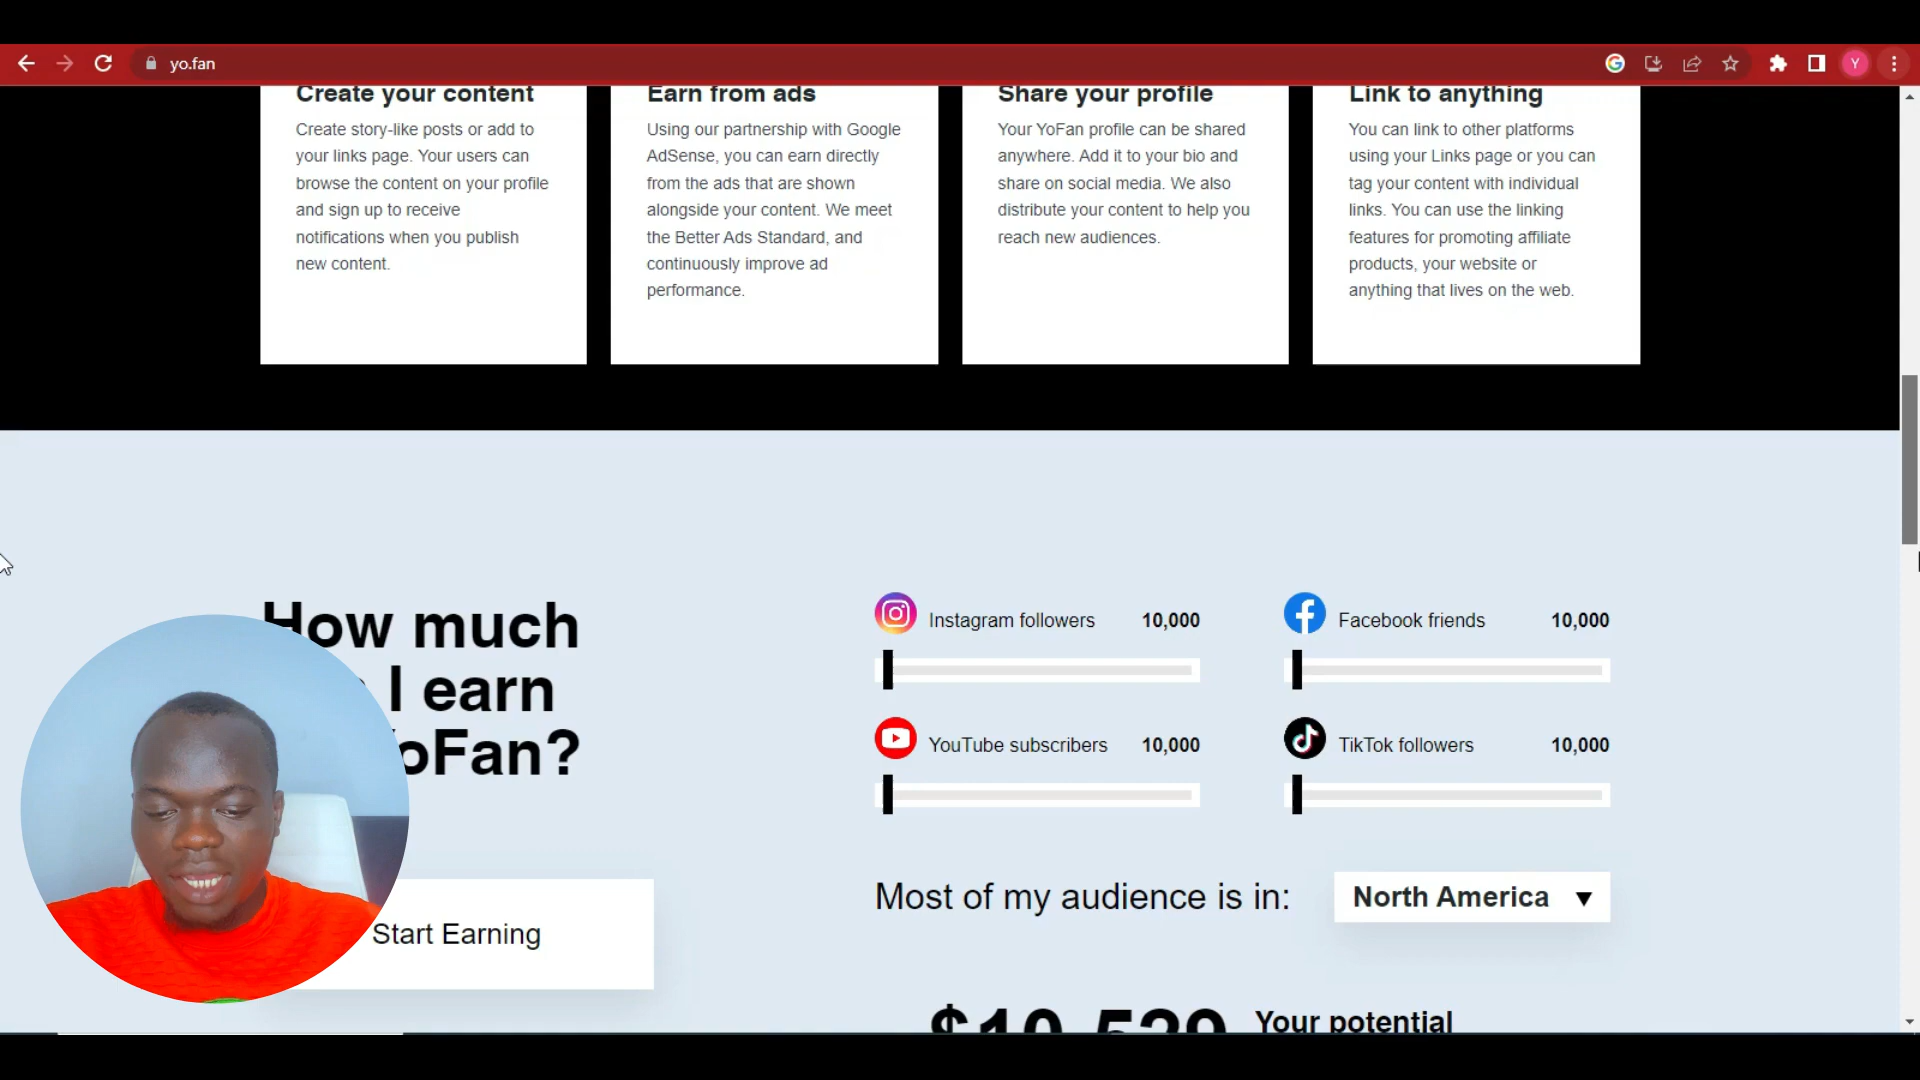 yo.fan
Y
Create your content
Create story-like posts or add to
your links page. Your users can
browse the content on your profile
and sign up to receive
notifications when you publish
new content.
Earn from ads
Using our partnership with Google
AdSense, you can earn directly
from the ads that are shown
alongside your content. We meet
the Better Ads Standard, and
continuously improve ad
performance.
Share your profile
Your YoFan profile can be shared
anywhere. Add it to your bio and
share on social media. We also
distribute your content to help you
reach new audiences.
Link to anything
You can link to other platforms
using your Links page or you can
tag your content with individual
links. You can use the linking
features for promoting affiliate
products, your website or
anything that lives on the web.
How much
I earn
oFan?
Start Earning
Instagram followers 10,000
Facebook friends 10,000
YouTube subscribers 10,000
TikTok followers 10,000
Most of my audience is in: North America
Your potential